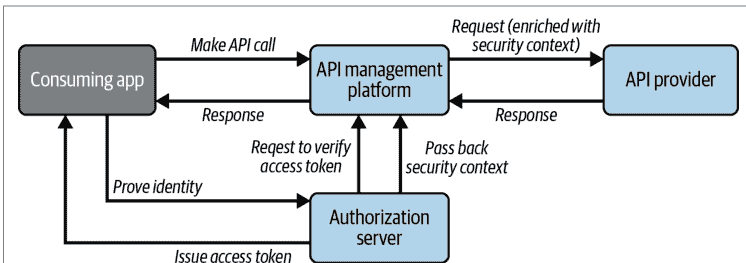 Make API call
Request (enriched with
security context)
Consuming app
API management
platform
API provider
Response
Response
Reqest to verify
access token
Pass back
security context
Prove identity
Authorization
server
Issue access token